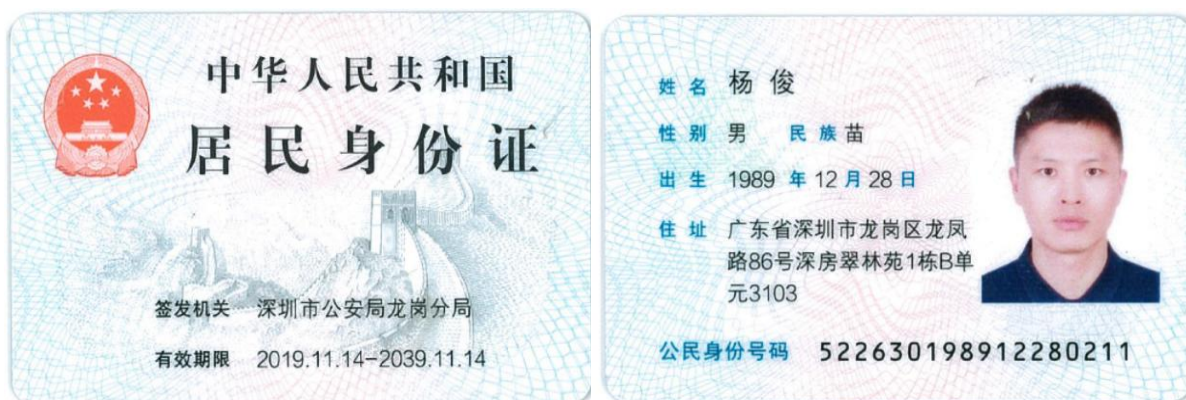 中华人民共和国
居民身份证
签发机关 深圳市公安局龙岗分局
有效期限 2019.11.14-2039.11.14
姓名 杨俊
性别 男 民族 苗
出生 1989 年 12 月 28 日
住址 广东省深圳市龙岗区龙凤
路86号深房翠林苑1栋B单
元3103
公民身份号码 522630198912280211